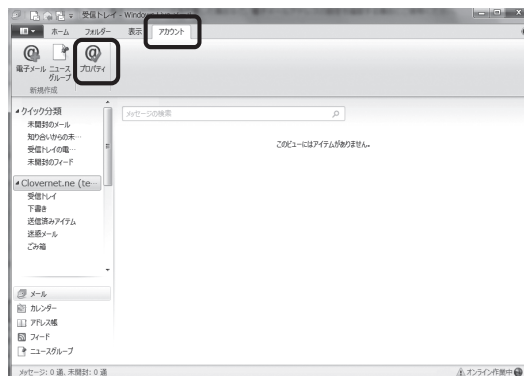 受信トレイ - Windows Live
ホーム フォルダー 表示 アカウント
電子メール ニュース グループ プロパティ
新規作成
クイック分類
未開封のメール
知り合いからの未…
受信トレイの電…
未開封のフィード
Clovernet.ne (te…
受信トレイ
下書き
送信済みアイテム
迷惑メール
ごみ箱
メール
カレンダー
アドレス帳
フィード
ニュースグループ
メッセージの検索
このビューにはアイテムがありません。
メッセージ: 0 通、未開封: 0 通
オンライン作業中